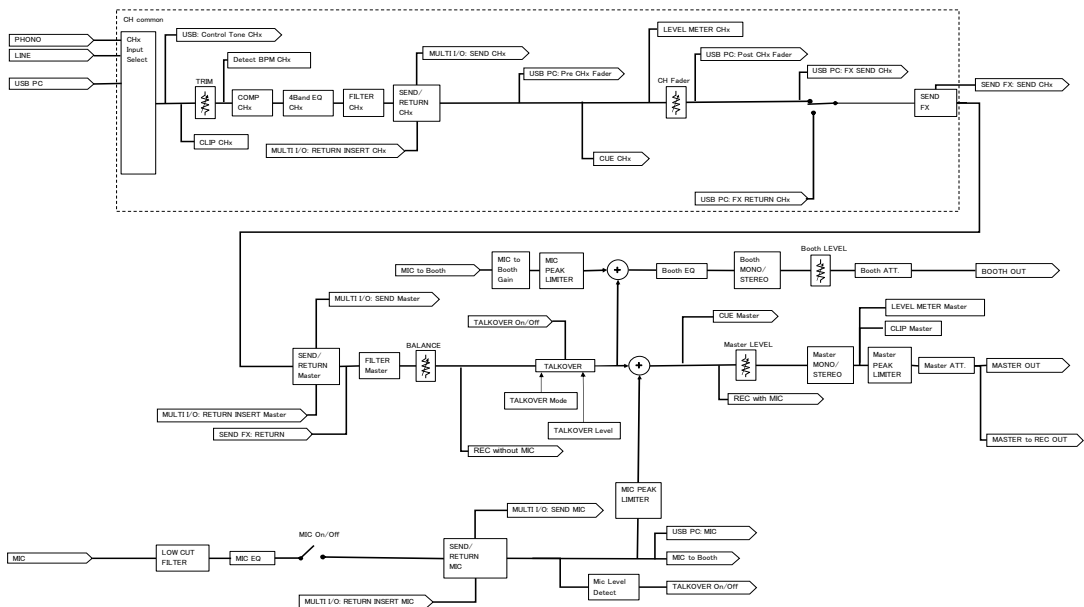 CH common
PHONO
LINE
USB PC
CHx
Input
Select
USB: Control Tone CHx
Detect BPM CHx
TRIM
CLIP CHx
COMP
CHx
4Band EQ
CHx
FILTER
CHx
SEND/
RETURN
CHx
MULTI I/O: SEND CHx
MULTI I/O: RETURN INSERT CHx
USB PC: Pre CHx Fader
CUE CHx
LEVEL METER CHx
CH Fader
USB PC: Post CHx Fader
USB PC: FX SEND CHx
USB PC: FX RETURN CHx
SEND
FX
SEND FX: SEND CHx
MIC to Booth
MIC to
Booth
Gain
MIC
PEAK
LIMITER
+
Booth EQ
Booth
MONO/
STEREO
Booth LEVEL
Booth ATT.
BOOTH OUT
MULTI I/O: SEND Master
SEND/
RETURN
Master
MULTI I/O: RETURN INSERT Master
SEND FX: RETURN
FILTER
Master
BALANCE
REC without MIC
TALKOVER On/Off
TALKOVER
TALKOVER Mode
TALKOVER Level
+
CUE Master
Master LEVEL
REC with MIC
Master
MONO/
STEREO
LEVEL METER Master
CLIP Master
Master
PEAK
LIMITER
Master ATT.
MASTER OUT
MASTER to REC OUT
MIC PEAK
LIMITER
MIC
LOW CUT
FILTER
MIC EQ
MIC On/Off
MULTI I/O: SEND MIC
SEND/
RETURN
MIC
MULTI I/O: RETURN INSERT MIC
USB PC: MIC
MIC to Booth
Mic Level
Detect
TALKOVER On/Off